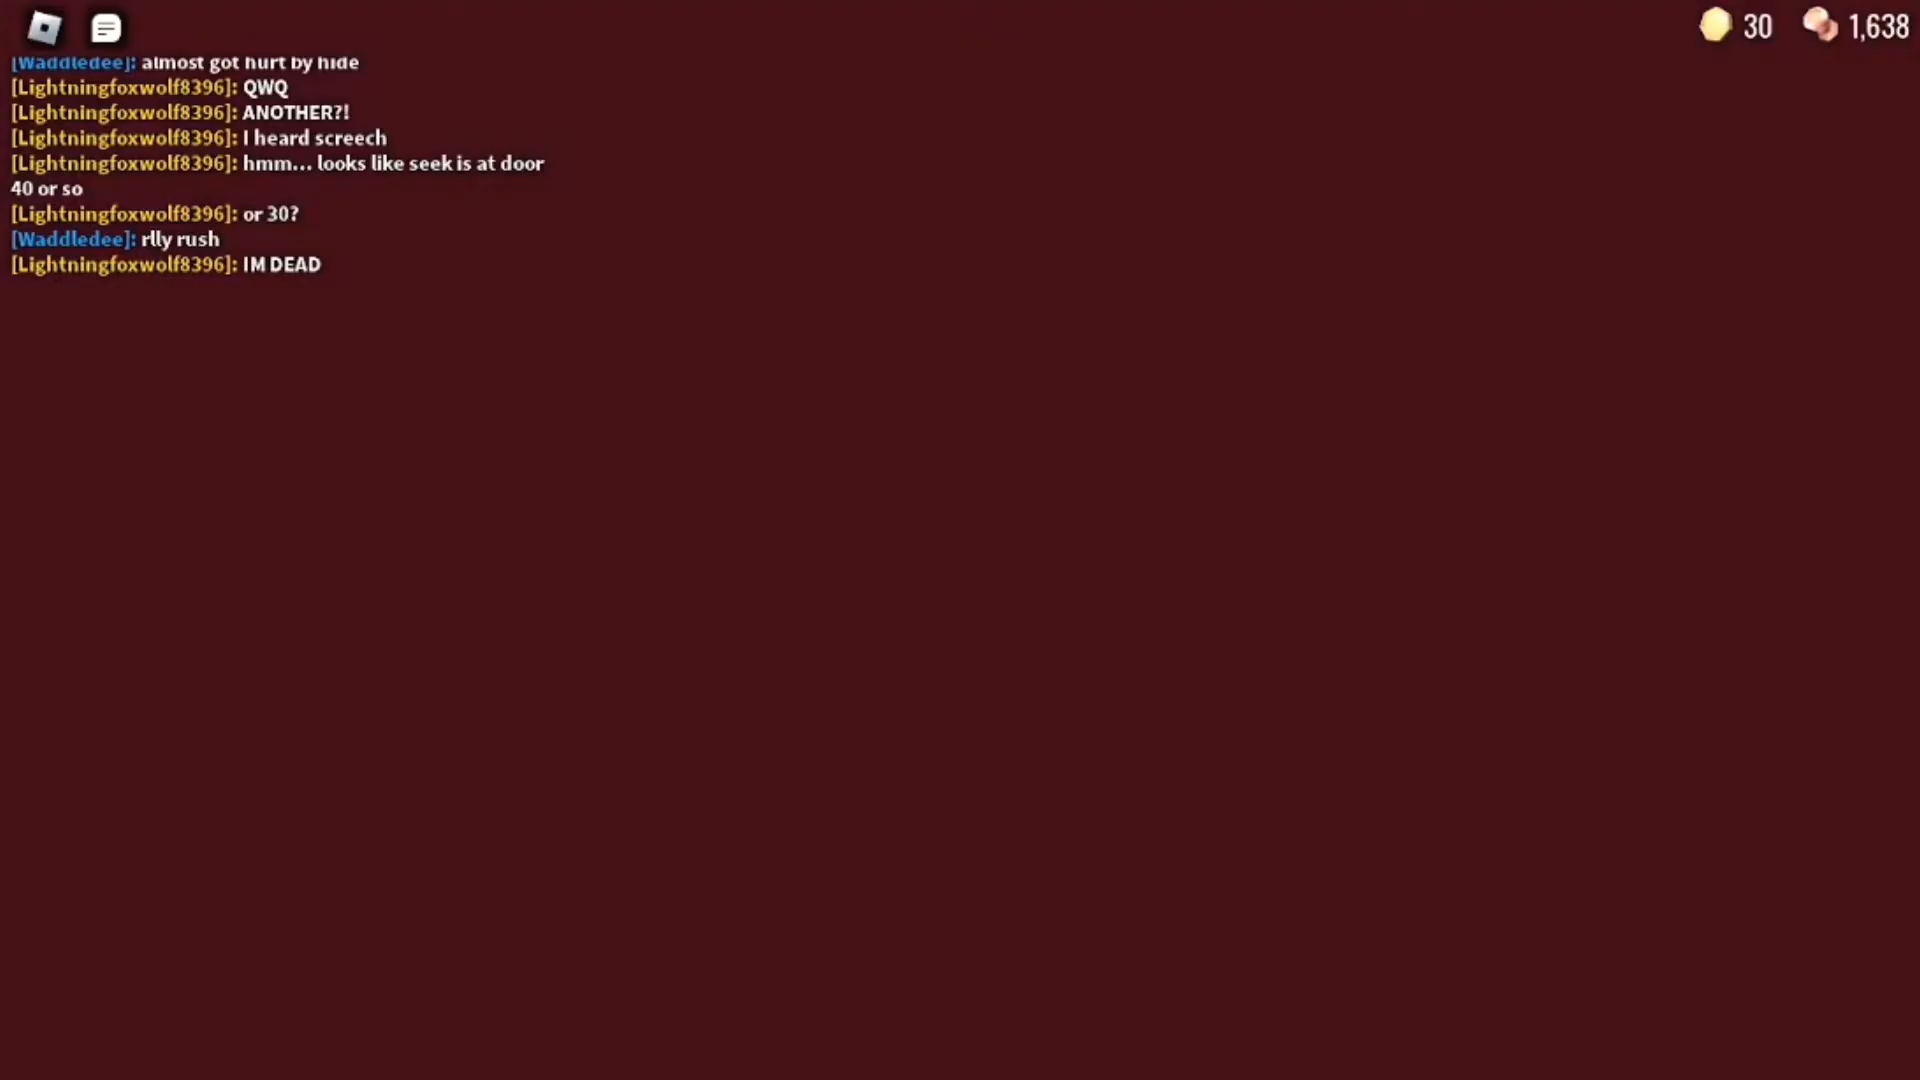 30 1,638
[Waddledee]: almost got hurt by hide
[Lightningfoxwolf8396]: QWQ
[Lightningfoxwolf8396]: ANOTHER?!
[Lightningfoxwolf8396]: I heard screech
[Lightningfoxwolf8396]: hmm... looks like seek is at door
40 or so
[Lightningfoxwolf8396]: or 30?
[Waddledee]: rlly rush
[Lightningfoxwolf8396]: IM DEAD